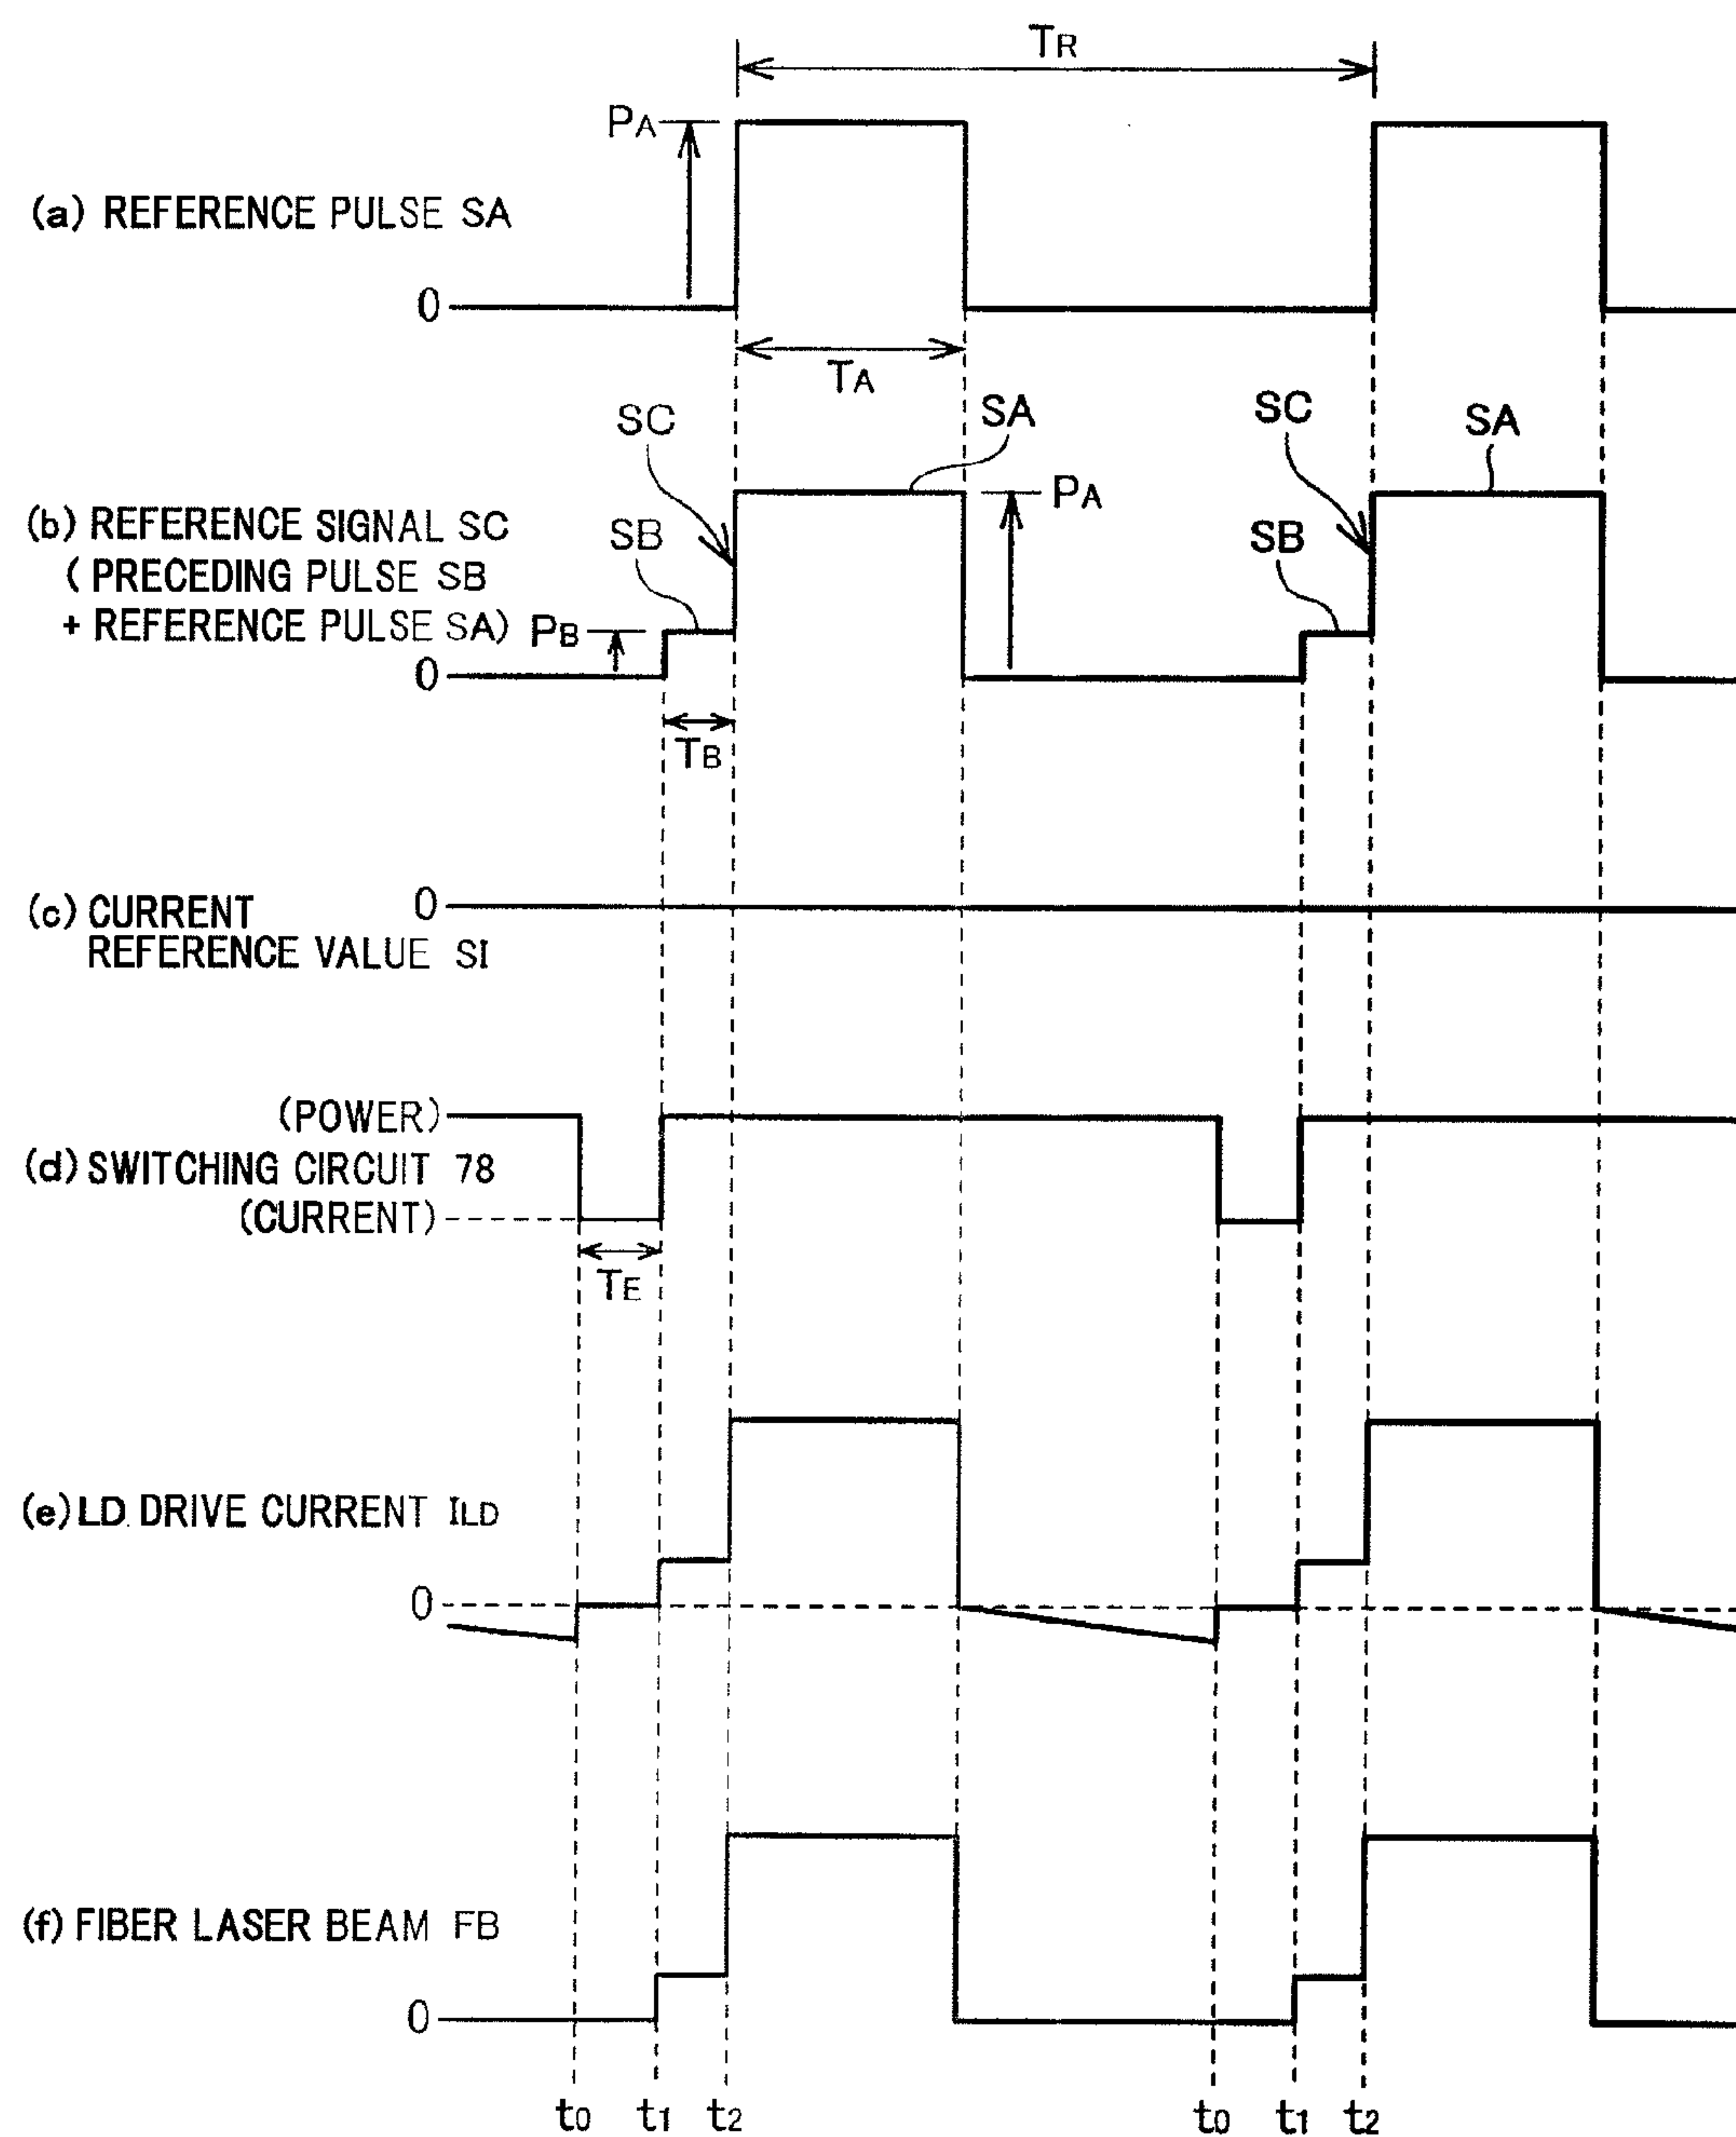 TR
PA
(a) REFERENCE PULSE SA
0
TA
SC
SA
SC
SA
(b) REFERENCE SIGNAL SC
(PRECEDING PULSE SB
+ REFERENCE PULSE SA)
SB
PA
SB
PB
0
TB
(c) CURRENT
REFERENCE VALUE SI
0
(POWER)
(d) SWITCHING CIRCUIT 78
(CURRENT)
TE
(e) LD DRIVE CURRENT ILD
0
(f) FIBER LASER BEAM FB
0
t0 t1 t2 t0 t1 t2